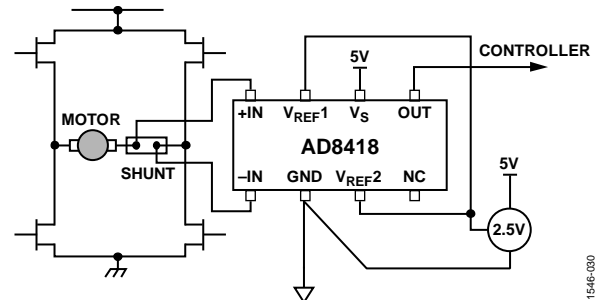 5V
CONTROLLER
+IN VREF1 VS OUT
MOTOR
AD8418
SHUNT
–IN GND VREF2 NC
5V
2.5V
1546-030